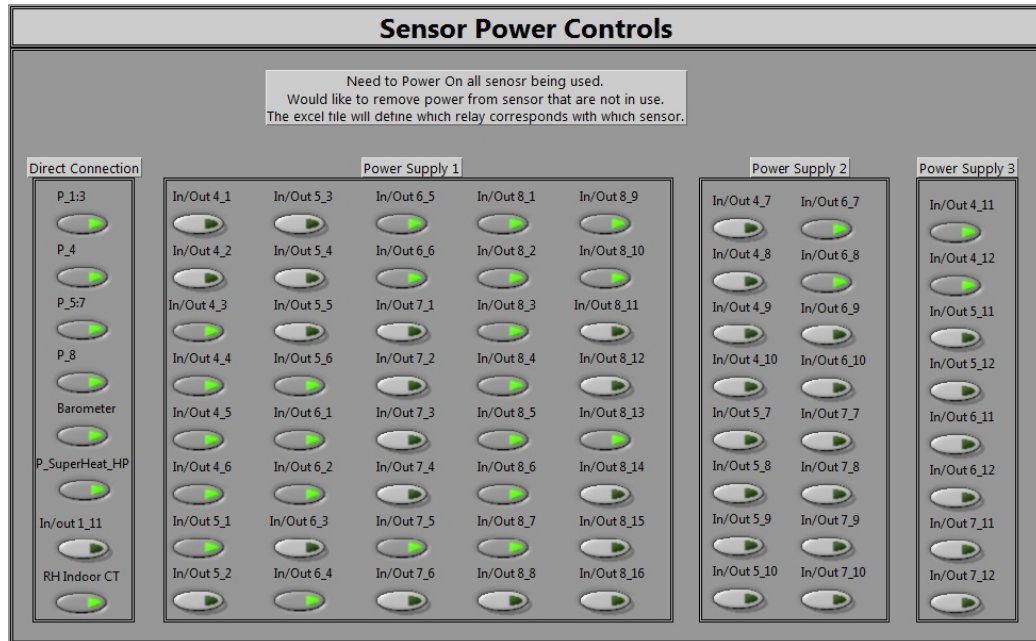 Sensor Power Controls
Need to Power On all senosr being used.
Would like to remove power from sensor that are not in use.
The excel file will define which relay corresponds with which sensor.
Direct Connection
P_1:3
P_4
P_5:7
P_8
Barometer
P_SuperHeat_HP
In/out 1_11
RH Indoor CT
Power Supply 1
In/Out 4_1 In/Out 5_3 In/Out 6_5 In/Out 8_1 In/Out 8_9
In/Out 4_2 In/Out 5_4 In/Out 6_6 In/Out 8_2 In/Out 8_10
In/Out 4_3 In/Out 5_5 In/Out 7_1 In/Out 8_3 In/Out 8_11
In/Out 4_4 In/Out 5_6 In/Out 7_2 In/Out 8_4 In/Out 8_12
In/Out 4_5 In/Out 6_1 In/Out 7_3 In/Out 8_5 In/Out 8_13
In/Out 4_6 In/Out 6_2 In/Out 7_4 In/Out 8_6 In/Out 8_14
In/Out 5_1 In/Out 6_3 In/Out 7_5 In/Out 8_7 In/Out 8_15
In/Out 5_2 In/Out 6_4 In/Out 7_6 In/Out 8_8 In/Out 8_16
Power Supply 2
In/Out 4_7 In/Out 6_7
In/Out 4_8 In/Out 6_8
In/Out 4_9 In/Out 6_9
In/Out 4_10 In/Out 6_10
In/Out 5_7 In/Out 7_7
In/Out 5_8 In/Out 7_8
In/Out 5_9 In/Out 7_9
In/Out 5_10 In/Out 7_10
Power Supply 3
In/Out 4_11
In/Out 4_12
In/Out 5_11
In/Out 5_12
In/Out 6_11
In/Out 6_12
In/Out 7_11
In/Out 7_12